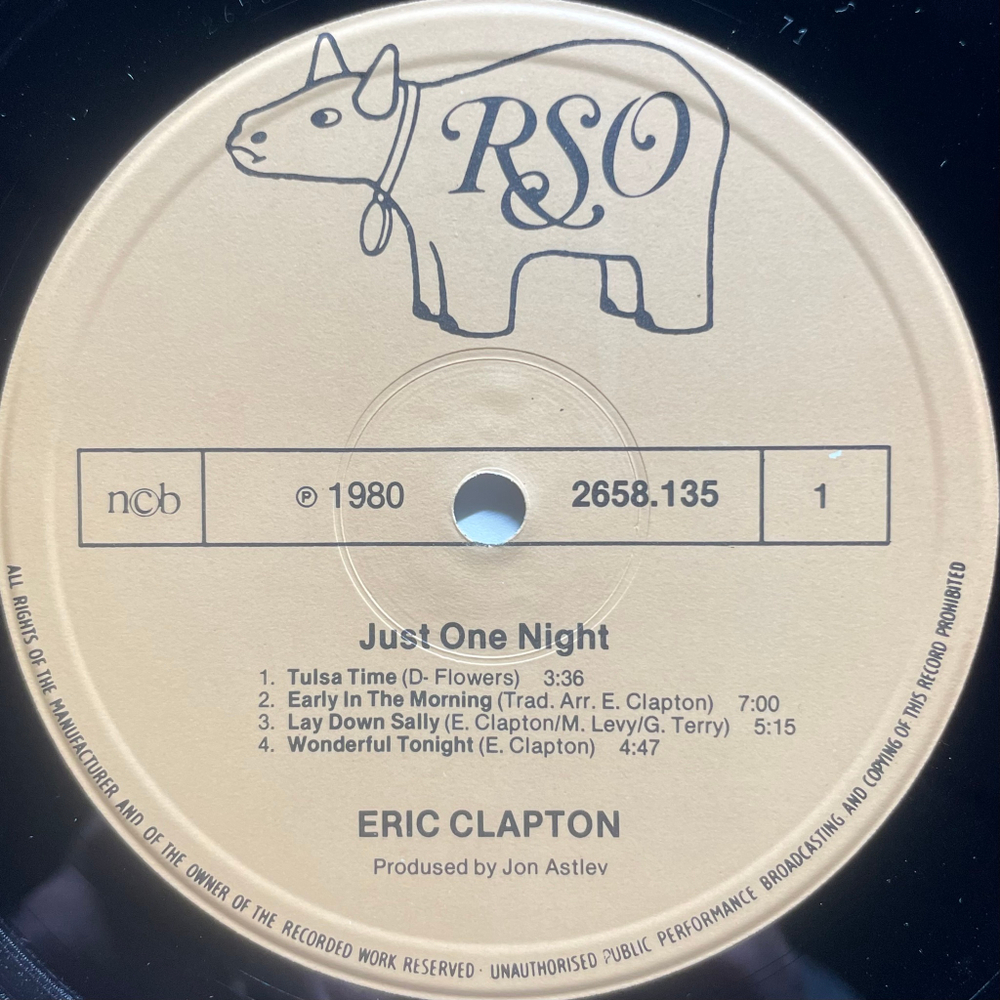 RSO
ncb
℗ 1980
2658.135
1
Just One Night
1. Tulsa Time (D- Flowers) 3:36
2. Early In The Morning (Trad. Arr. E. Clapton) 7:00
3. Lay Down Sally (E. Clapton/M. Levy/G. Terry) 5:15
4. Wonderful Tonight (E. Clapton) 4:47
ERIC CLAPTON
Prodused by Jon Astlev
ALL RIGHTS OF THE MANUFACTURER AND OF THE OWNER OF THE RECORDED WORK RESERVED · UNAUTHORISED PUBLIC PERFORMANCE BROADCASTING AND COPYING OF THIS RECORD PROHIBITED